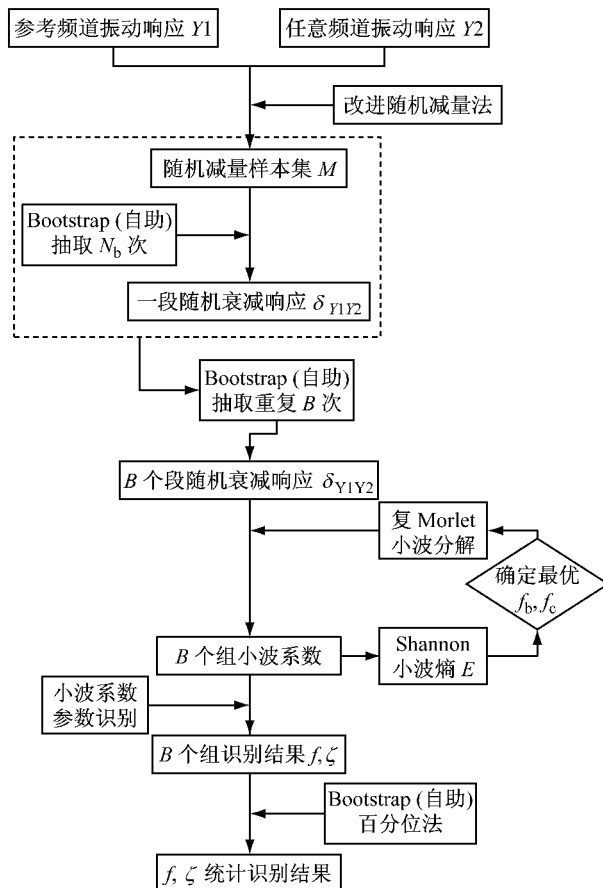 参考频道振动响应 Y1
任意频道振动响应 Y2
改进随机减量法
随机减量样本集 M
Bootstrap (自助)
抽取 Nb 次
一段随机衰减响应 δY1Y2
Bootstrap (自助)
抽取重复 B 次
B 个段随机衰减响应 δY1Y2
复 Morlet
小波分解
确定最优
fb, fc
B 个组小波系数
Shannon
小波熵 E
小波系数
参数识别
B 个组识别结果 f, ζ
Bootstrap (自助)
百分位法
f, ζ 统计识别结果